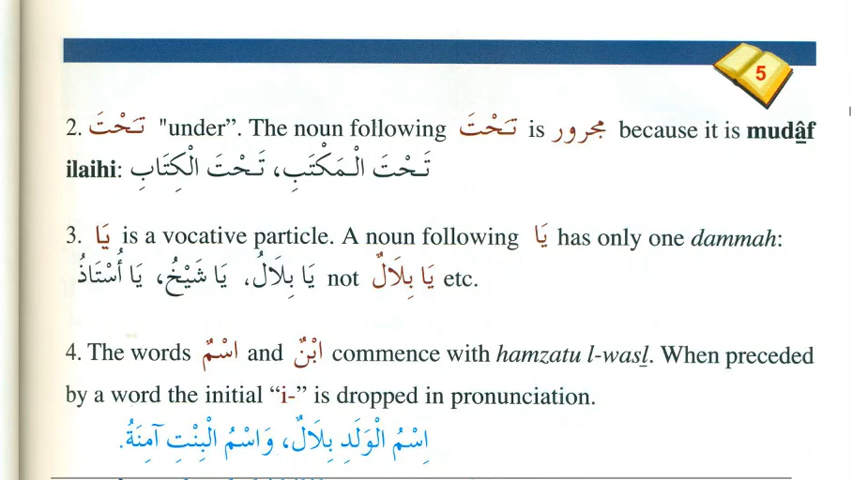 5
2. تَحْتَ "under". The noun following تَحْتَ is مجرور because it is mudâf
ilaihi: تَحْتَ الْمَكْتَبِ، تَحْتَ الْكِتَابِ
3. يَا is a vocative particle. A noun following يَا has only one dammah:
يَا بِلَالُ، يَا شَيْخُ، يَا أُسْتَاذُ not يَا بِلَالٌ etc.
4. The words اسْمٌ and ابْنٌ commence with hamzatu l-wasl. When preceded
by a word the initial "i-" is dropped in pronunciation.
اِسْمُ الْوَلَدِ بِلَالٌ، وَاسْمُ الْبِنْتِ آمِنَةُ.